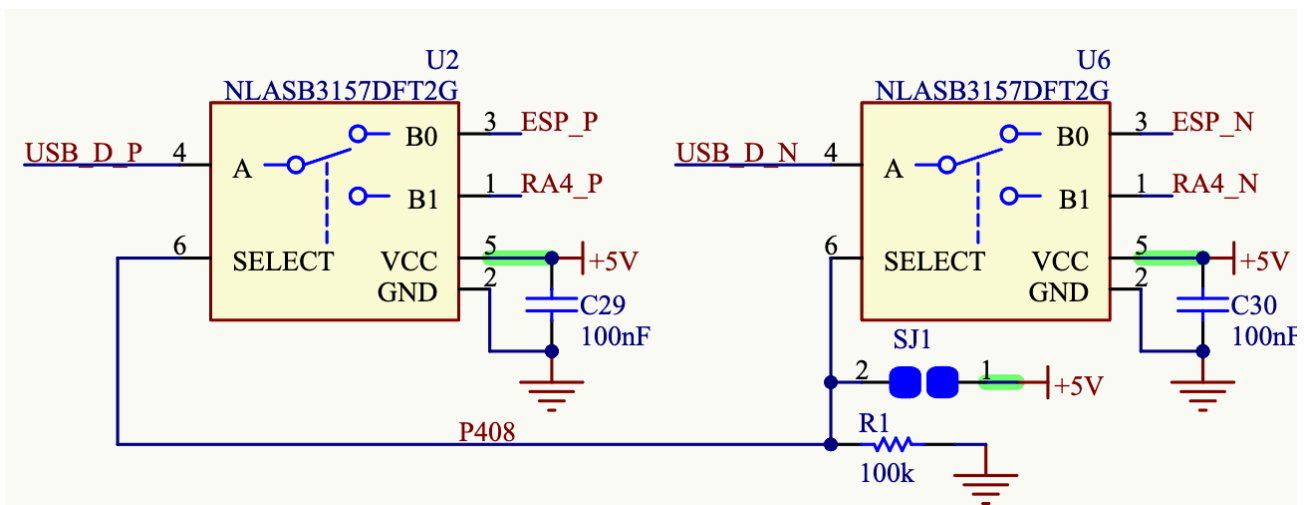 U2
NLASB3157DFT2G
USB_D_P
4
A
B0
3
ESP_P
B1
1
RA4_P
6
SELECT
VCC
5
+5V
GND
2
C29
100nF
U6
NLASB3157DFT2G
USB_D_N
4
A
B0
3
ESP_N
B1
1
RA4_N
6
SELECT
VCC
5
+5V
GND
2
C30
100nF
SJ1
2
1
+5V
P408
R1
100k